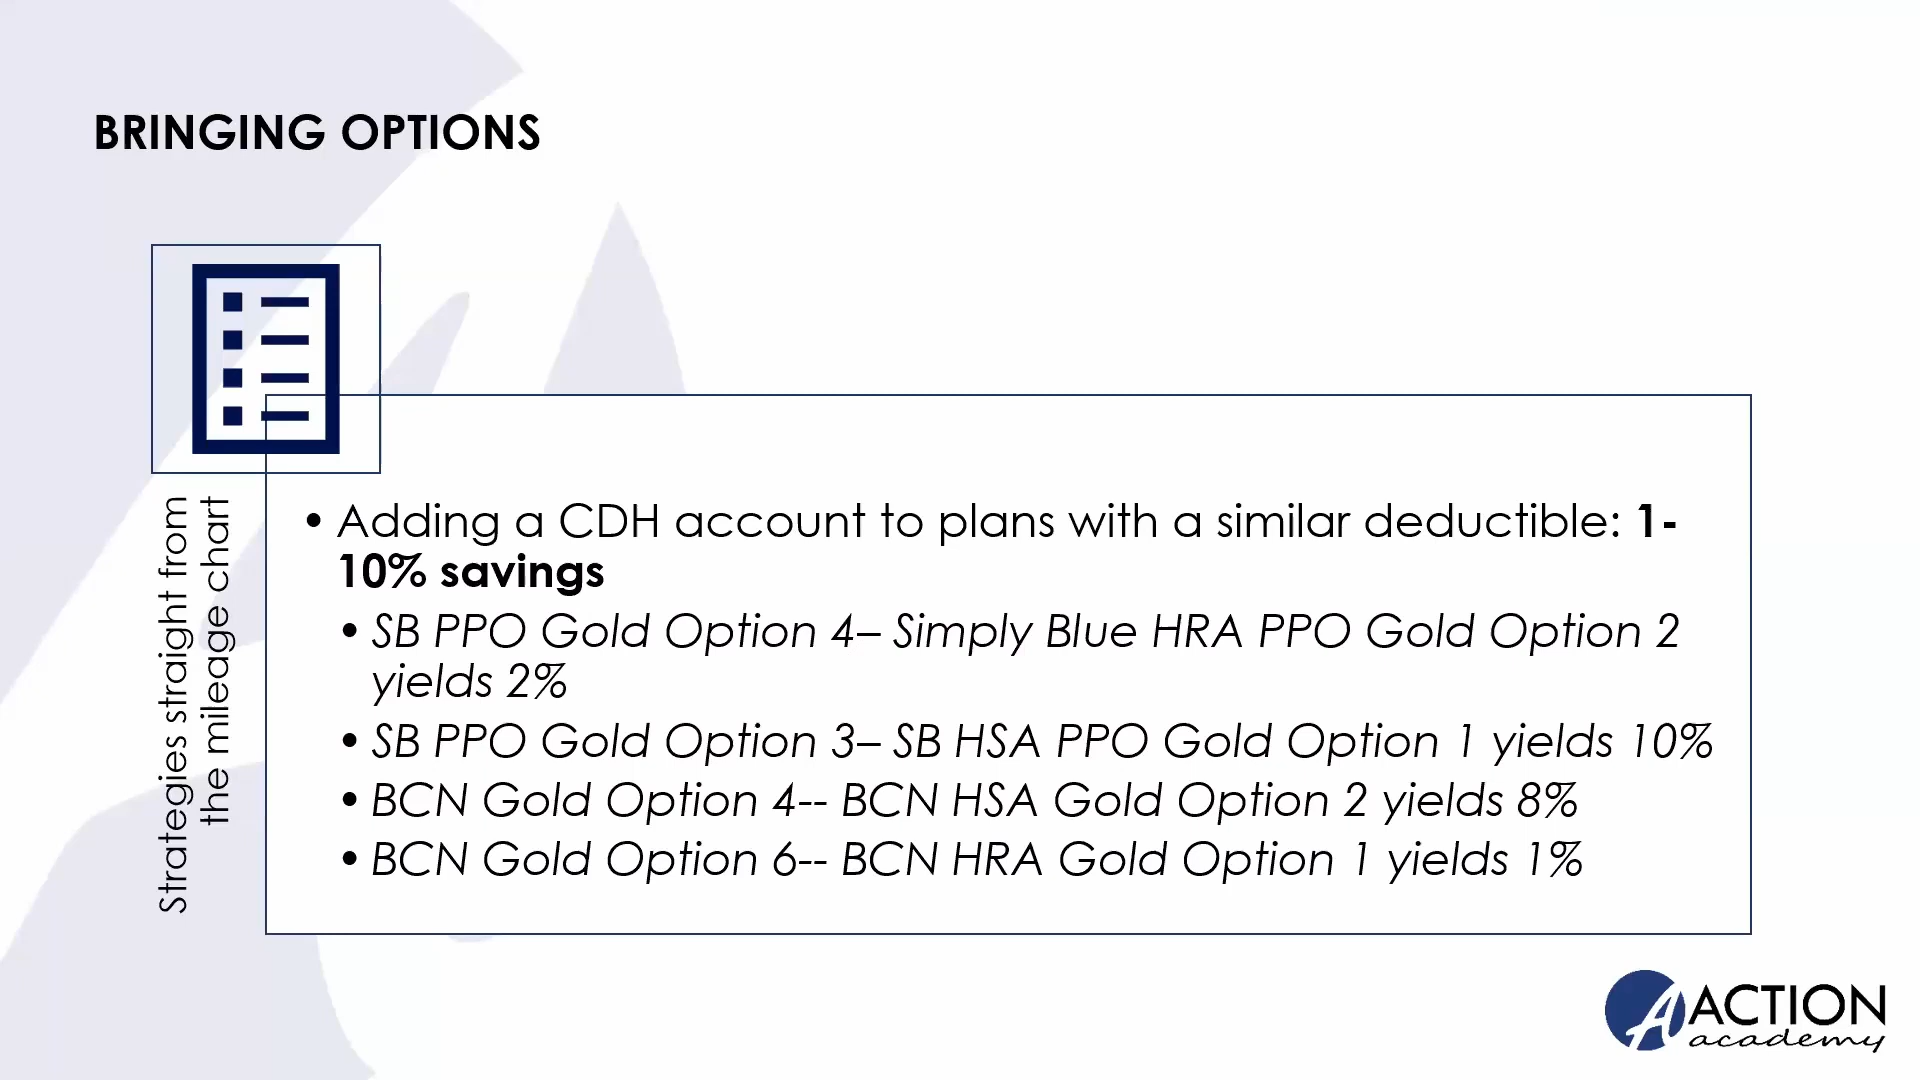 BRINGING OPTIONS
Strategies straight from
the mileage chart
• Adding a CDH account to plans with a similar deductible: 1-
10% savings
• SB PPO Gold Option 4– Simply Blue HRA PPO Gold Option 2
yields 2%
• SB PPO Gold Option 3– SB HSA PPO Gold Option 1 yields 10%
• BCN Gold Option 4-- BCN HSA Gold Option 2 yields 8%
• BCN Gold Option 6-- BCN HRA Gold Option 1 yields 1%
A ACTION
academy